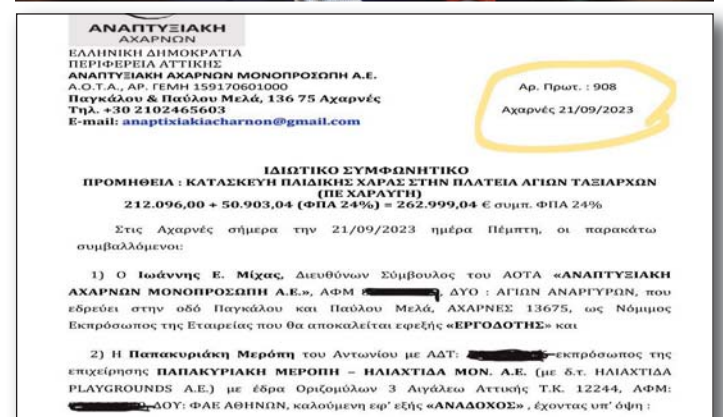 ΑΝΑΠΤΥΞΙΑΚΗ
ΑΧΑΡΝΩΝ
ΕΛΛΗΝΙΚΗ ΔΗΜΟΚΡΑΤΙΑ
ΠΕΡΙΦΕΡΕΙΑ ΑΤΤΙΚΗΣ
ΑΝΑΠΤΥΞΙΑΚΗ ΑΧΑΡΝΩΝ ΜΟΝΟΠΡΟΣΩΠΗ Α.Ε.
Α.Ο.Τ.Α., ΑΡ. ΓΕΜΗ 159170601000
Παγκάλου & Παύλου Μελά, 136 75 Αχαρνές
Τηλ. +30 2102465603
E-mail: anaptixiakiacharnon@gmail.com
Αρ. Πρωτ. : 908
Αχαρνές 21/09/2023
ΙΔΙΩΤΙΚΟ ΣΥΜΦΩΝΗΤΙΚΟ
ΠΡΟΜΗΘΕΙΑ : ΚΑΤΑΣΚΕΥΗ ΠΑΙΔΙΚΗΣ ΧΑΡΑΣ ΣΤΗΝ ΠΛΑΤΕΙΑ ΑΓΙΩΝ ΤΑΞΙΑΡΧΩΝ
(ΠΕ ΧΑΡΑΥΓΗ)
212.096,00 + 50.903,04 (ΦΠΑ 24%) = 262.999,04 € συμπ. ΦΠΑ 24%
Στις Αχαρνές σήμερα την 21/09/2023 ημέρα Πέμπτη, οι παρακάτω
συμβαλλόμενοι:
1) Ο Ιωάννης Ε. Μίχας, Διευθύνων Σύμβουλος του ΑΟΤΑ «ΑΝΑΠΤΥΞΙΑΚΗ
ΑΧΑΡΝΩΝ ΜΟΝΟΠΡΟΣΩΠΗ Α.Ε.», ΑΦΜ , ΔΥΟ : ΑΓΙΩΝ ΑΝΑΡΓΥΡΩΝ, που
εδρεύει στην οδό Παγκάλου και Παύλου Μελά, ΑΧΑΡΝΕΣ 13675, ως Νόμιμος
Εκπρόσωπος της Εταιρείας που θα αποκαλείται εφεξής «ΕΡΓΟΔΟΤΗΣ» και
2) Η Παπακυριάκη Μερόπη του Αντωνίου με ΑΔΤ: εκπρόσωπος της
επιχείρησης ΠΑΠΑΚΥΡΙΑΚΗ ΜΕΡΟΠΗ – ΗΛΙΑΧΤΙΔΑ ΜΟΝ. Α.Ε. (με δ.τ. ΗΛΙΑΧΤΙΔΑ
PLAYGROUNDS Α.Ε.) με έδρα Οριζομύλων 3 Αιγάλεω Αττικής Τ.Κ. 12244, ΑΦΜ:
, ΔΟΥ: ΦΑΕ ΑΘΗΝΩΝ, καλούμενη εφ' εξής «ΑΝΑΔΟΧΟΣ» , έχοντας υπ' όψη :